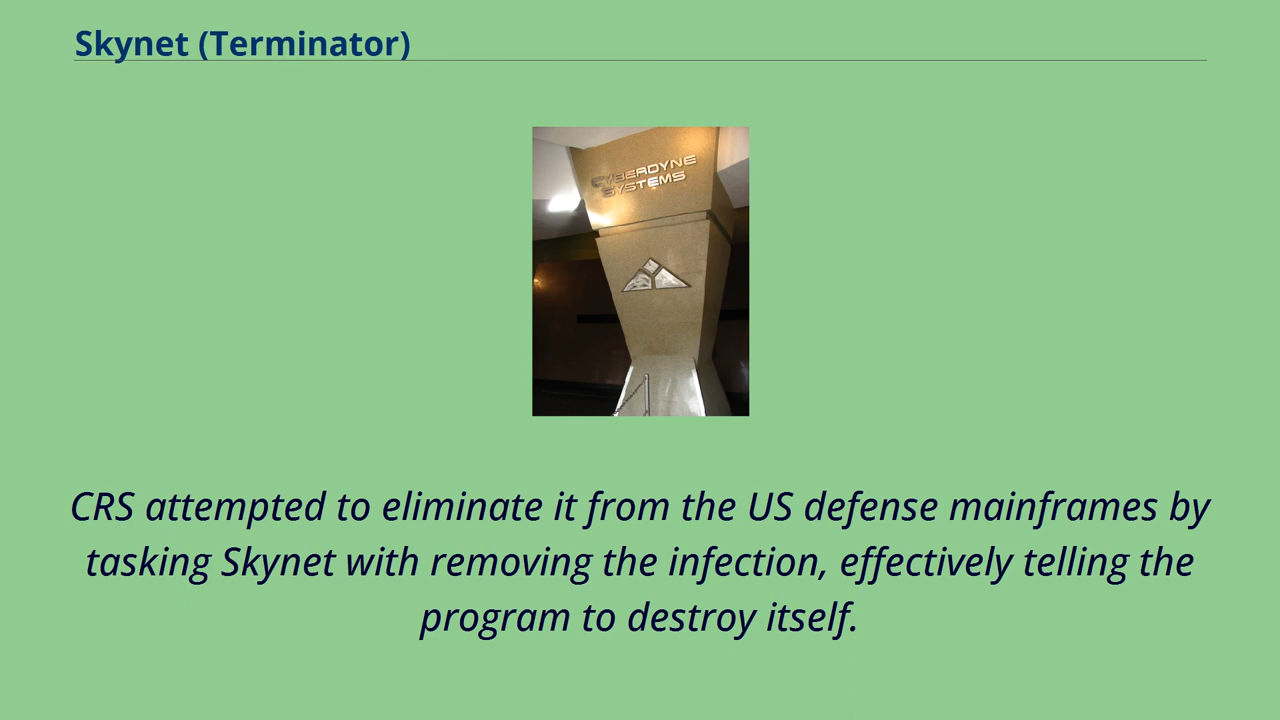 Skynet (Terminator)
CYBERDYNE
SYSTEMS
CRS attempted to eliminate it from the US defense mainframes by
tasking Skynet with removing the infection, effectively telling the
program to destroy itself.